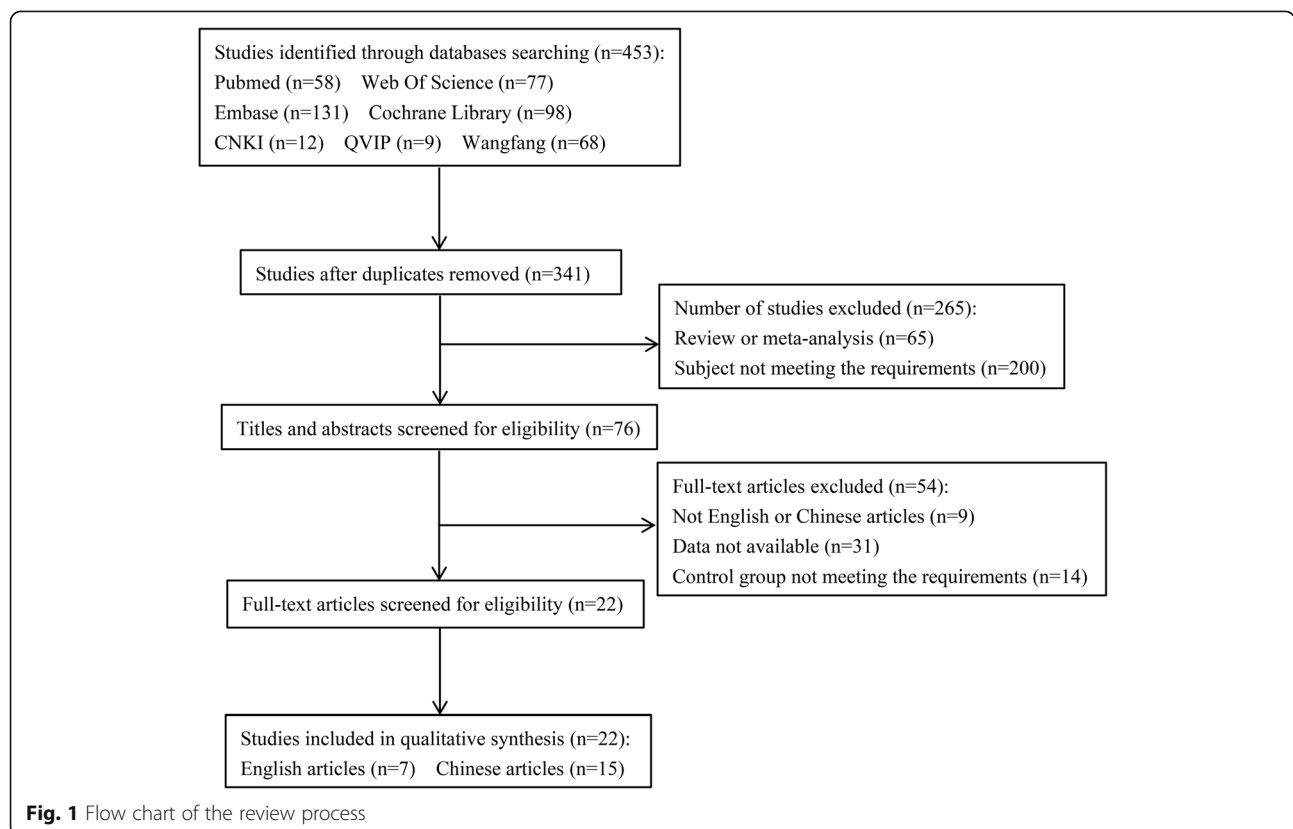 Studies identified through databases searching (n=453):
Pubmed (n=58) Web Of Science (n=77)
Embase (n=131) Cochrane Library (n=98)
CNKI (n=12) QVIP (n=9) Wangfang (n=68)
Studies after duplicates removed (n=341)
Number of studies excluded (n=265):
Review or meta-analysis (n=65)
Subject not meeting the requirements (n=200)
Titles and abstracts screened for eligibility (n=76)
Full-text articles excluded (n=54):
Not English or Chinese articles (n=9)
Data not available (n=31)
Control group not meeting the requirements (n=14)
Full-text articles screened for eligibility (n=22)
Studies included in qualitative synthesis (n=22):
English articles (n=7) Chinese articles (n=15)
Fig. 1 Flow chart of the review process